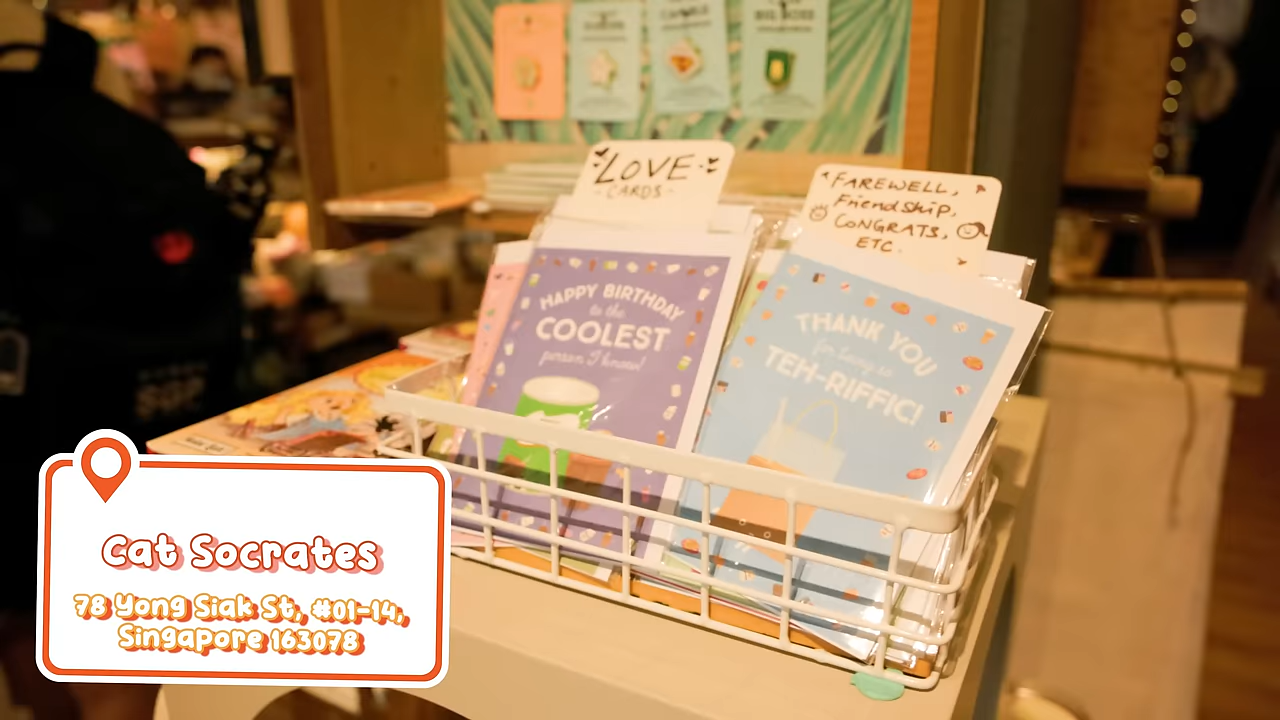 LOVE
- CARDS -
FAREWELL,
Friendship,
CONGRATS,
ETC.
HAPPY BIRTHDAY
to the
COOLEST
person I know!
THANK YOU
for being so
TEH-RIFFIC!
Cat Socrates
78 Yong Siak St, #01-14,
Singapore 163078